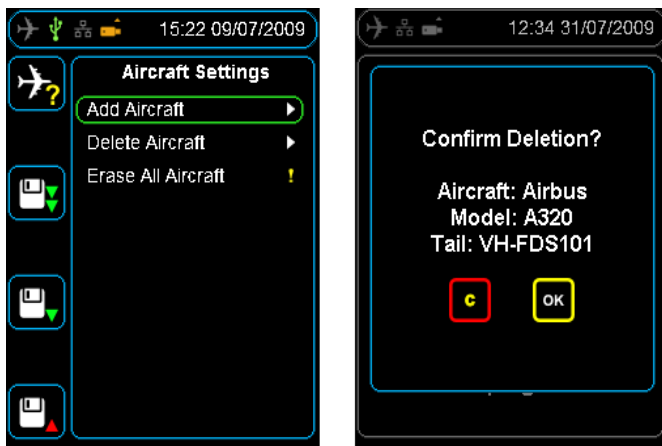 15:22 09/07/2009
Aircraft Settings
?
Add Aircraft
Delete Aircraft
Erase All Aircraft !
12:34 31/07/2009
Confirm Deletion?
Aircraft: Airbus
Model: A320
Tail: VH-FDS101
C OK